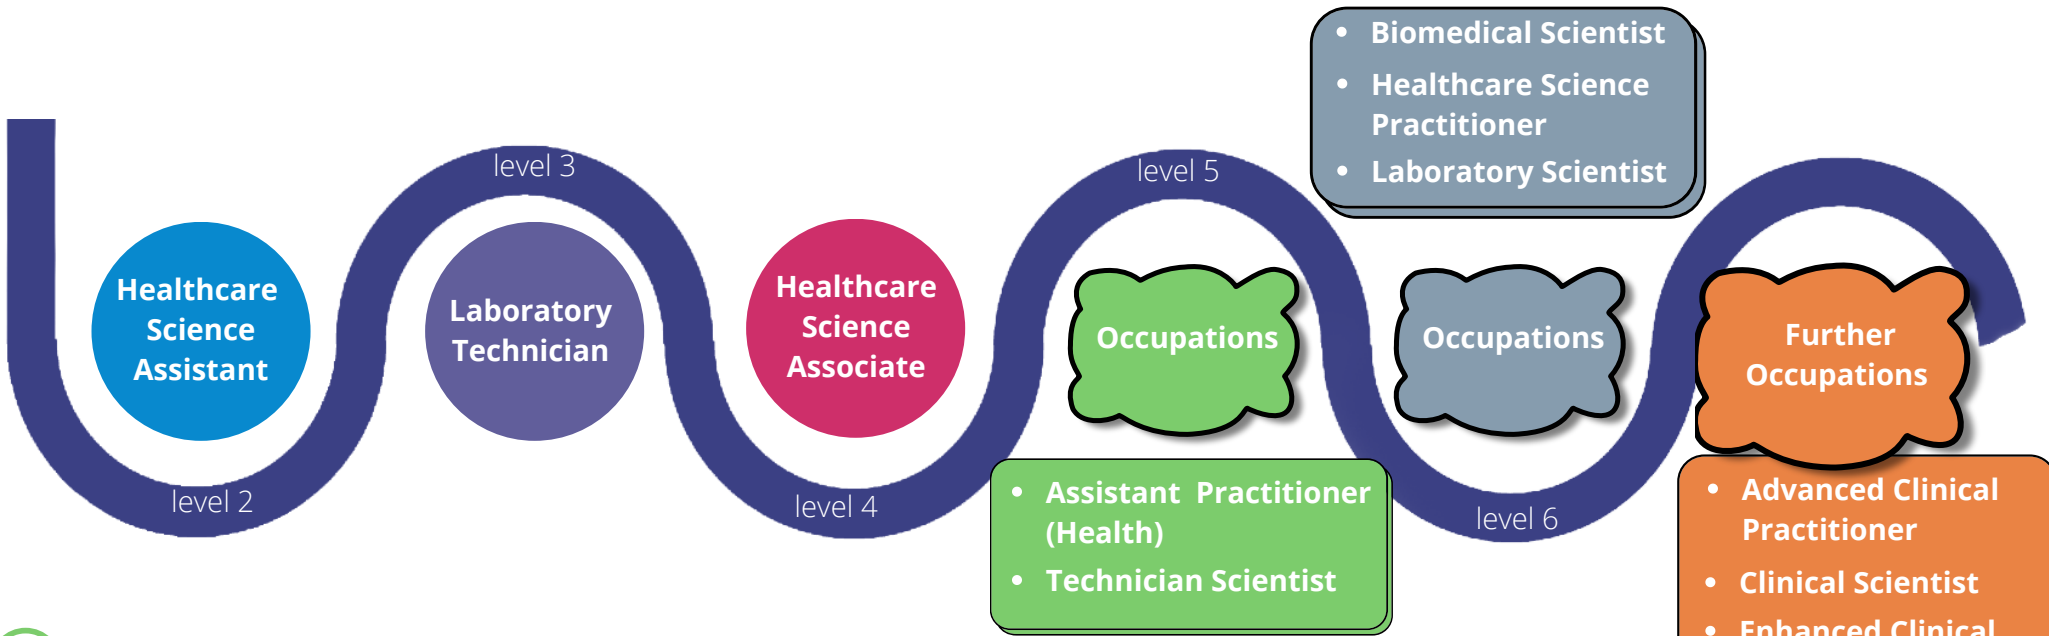 • Biomedical Scientist
• Healthcare Science
Practitioner
• Laboratory Scientist
level 3
level 5
Healthcare
Science
Assistant
Laboratory
Technician
Healthcare
Science
Associate
Occupations
Occupations
Further
Occupations
level 2
level 4
level 6
• Assistant Practitioner
(Health)
• Technician Scientist
• Advanced Clinical
Practitioner
• Clinical Scientist
• Enhanced Clinical